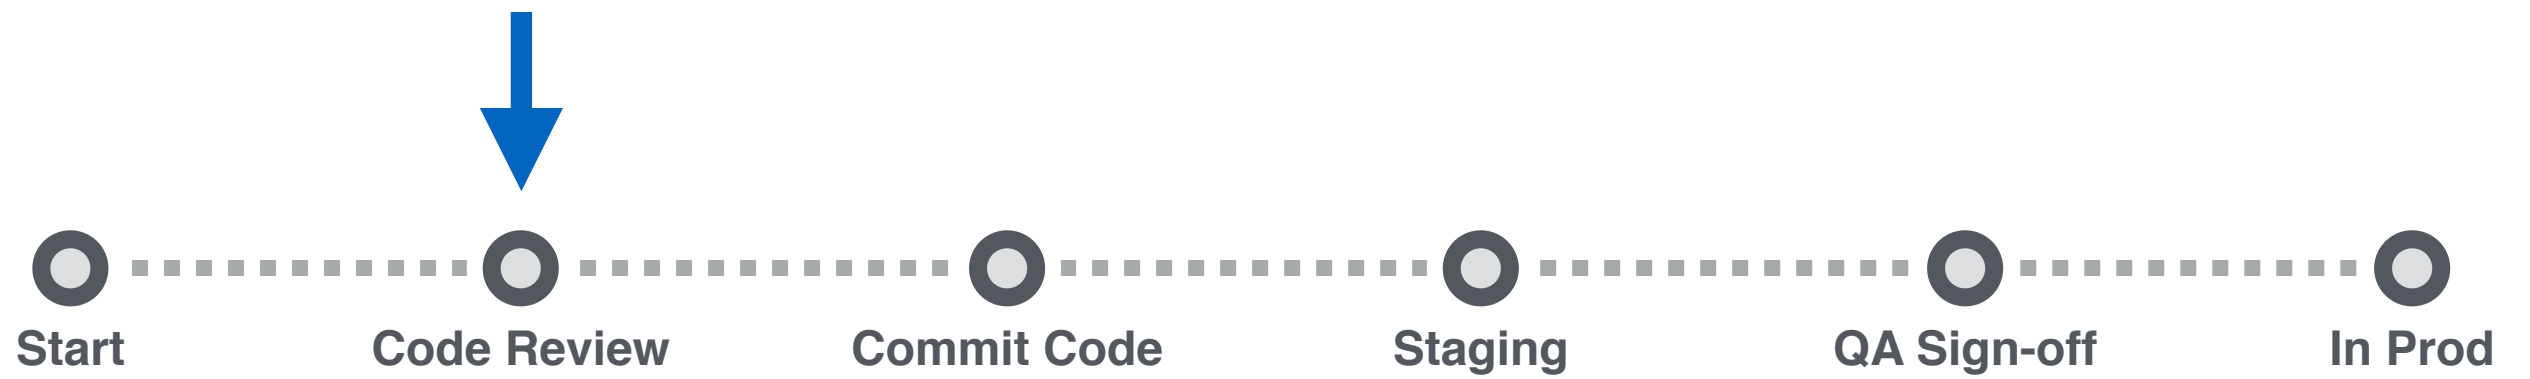 Start
Code Review
Commit Code
Staging
QA Sign-off
In Prod